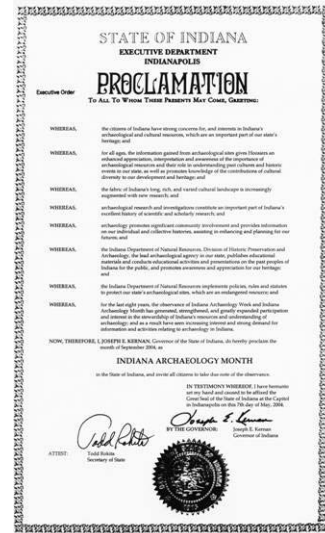 STATE OF INDIANA
EXECUTIVE DEPARTMENT
INDIANAPOLIS
Executive Order
PROCLAMATION
TO ALL TO WHOM THESE PRESENTS MAY COME, GREETING:
WHEREAS, the citizens of Indiana have strong concerns for, and interests in Indiana's
archaeological and cultural resources, which are an important part of our state's
heritage; and
WHEREAS, for all ages, the information gained from archaeological sites gives Hoosiers an
enhanced appreciation, interpretation and awareness of the importance of
archaeological resources and their role in understanding past cultures and historic
events to our state, as well as promotes knowledge of the contributions of cultural
diversity to our development and heritage; and
WHEREAS, the fabric of Indiana's long, rich, and varied cultural landscape is increasingly
augmented with new research; and
WHEREAS, archaeological research and investigations constitute an important part of Indiana's
excellent history of scientific and scholarly research; and
WHEREAS, archaeology promotes significant community involvement and provides information
on our individual and collective histories, assisting in enhancing and planning for our
futures; and
WHEREAS, the Indiana Department of Natural Resources, Division of Historic Preservation and
Archaeology, the lead archaeological agency in our state, publishes educational
materials and conducts educational activities and presentations on the past peoples of
Indiana for the public, and promotes awareness and appreciation for our heritage;
and
WHEREAS, the Indiana Department of Natural Resources implements policies, rules and statutes
to protect our state's archaeological sites, which are an endangered resource; and
WHEREAS, for the last eight years, the observance of Indiana Archaeology Week and Indiana
Archaeology Month has generated, strengthened, and greatly expanded participation
and interest in the stewardship of Indiana's resources and understanding of
archaeology; and as a result have seen increasing interest and strong demand for
information and activities relating to archaeology in Indiana.
NOW, THEREFORE, I, JOSEPH E. KERNAN, Governor of the State of Indiana, do hereby proclaim the
month of September 2004, as
INDIANA ARCHAEOLOGY MONTH
in the State of Indiana, and invite all citizens to take due note of the observance.
IN TESTIMONY WHEREOF, I have hereunto
set my hand and caused to be affixed the
Great Seal of the State of Indiana at the Capitol
in Indianapolis on this 7th day of May, 2004.
Joseph E. Kernan
BY THE GOVERNOR: Joseph E. Kernan
Governor of Indiana
Todd Rokita
ATTEST: Todd Rokita
Secretary of State